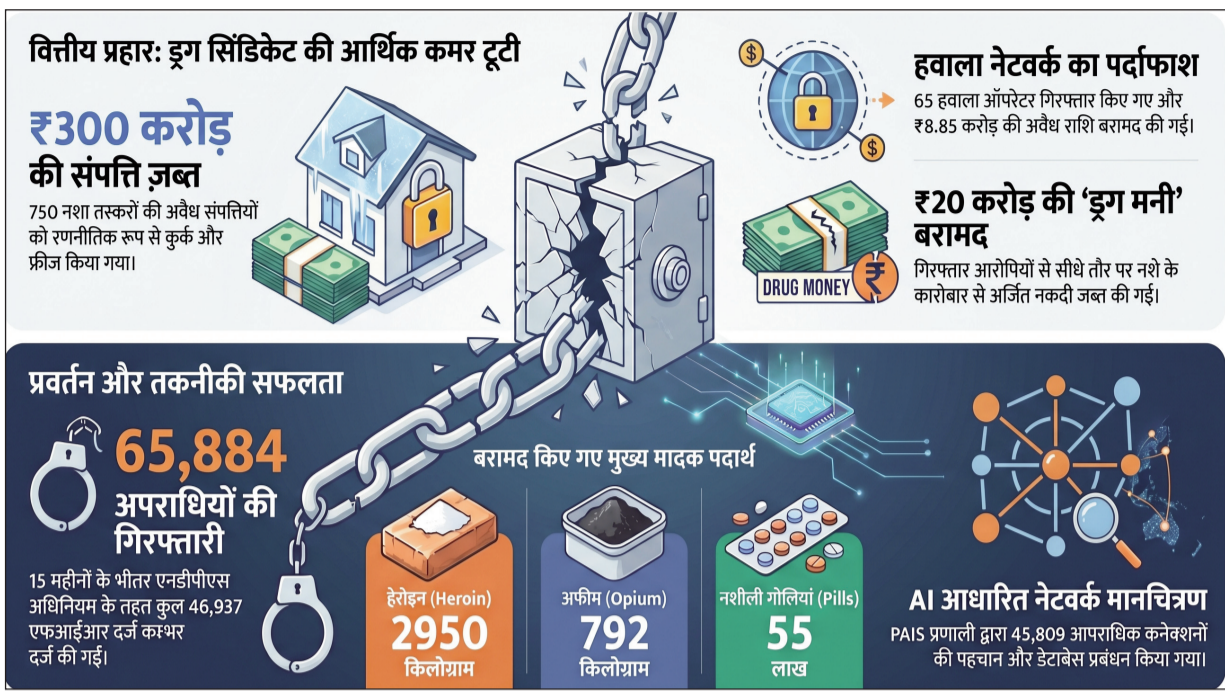 वित्तीय प्रहार: ड्रग सिंडिकेट की आर्थिक कमर टूटी
₹300 करोड़
की संपत्ति ज़ब्त
750 नशा तस्करों की अवैध संपत्तियों
को रणनीतिक रूप से कुर्क और
फ्रीज किया गया।
$
$
हवाला नेटवर्क का पर्दाफाश
65 हवाला ऑपरेटर गिरफ्तार किए गए और
₹8.85 करोड़ की अवैध राशि बरामद की गई।
DRUG MONEY
₹
₹20 करोड़ की ‘ड्रग मनी’
बरामद
गिरफ्तार आरोपियों से सीधे तौर पर नशे के
कारोबार से अर्जित नकदी जब्त की गई।
प्रवर्तन और तकनीकी सफलता
65,884
अपराधियों की
गिरफ्तारी
15 महीनों के भीतर एनडीपीएस
अधिनियम के तहत कुल 46,937
एफआईआर दर्ज
दर्ज की गई।
बरामद किए गए मुख्य मादक पदार्थ
हेरोइन (Heroin)
2950
किलोग्राम
अफीम (Opium)
792
किलोग्राम
नशीली गोलियां (Pills)
55
लाख
AI आधारित नेटवर्क मानचित्रण
PAIS प्रणाली द्वारा 45,809 आपराधिक कनेक्शनों
की पहचान और डेटाबेस प्रबंधन किया गया।